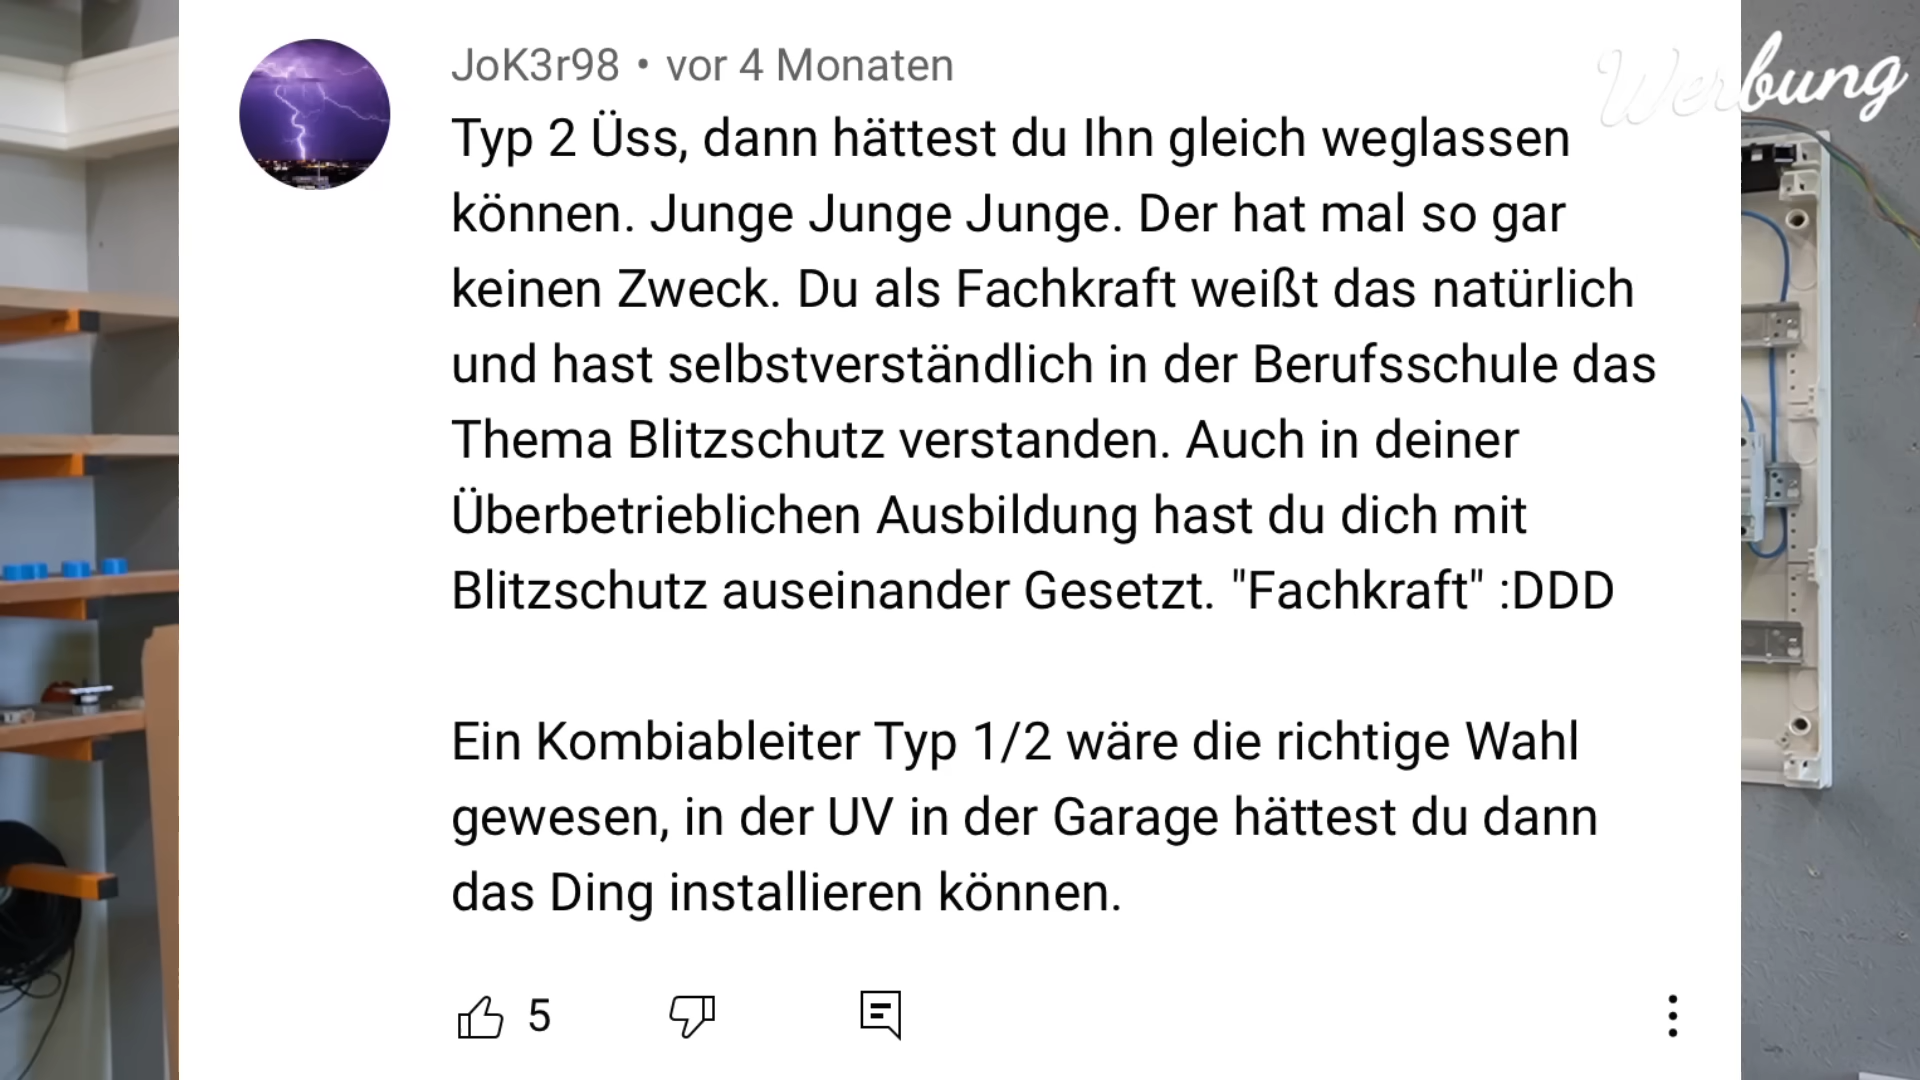 JoK3r98 • vor 4 Monaten
Werbung
Typ 2 Üss, dann hättest du Ihn gleich weglassen
können. Junge Junge Junge. Der hat mal so gar
keinen Zweck. Du als Fachkraft weißt das natürlich
und hast selbstverständlich in der Berufsschule das
Thema Blitzschutz verstanden. Auch in deiner
Überbetrieblichen Ausbildung hast du dich mit
Blitzschutz auseinander Gesetzt. "Fachkraft" :DDD
Ein Kombiableiter Typ 1/2 wäre die richtige Wahl
gewesen, in der UV in der Garage hättest du dann
das Ding installieren können.
5